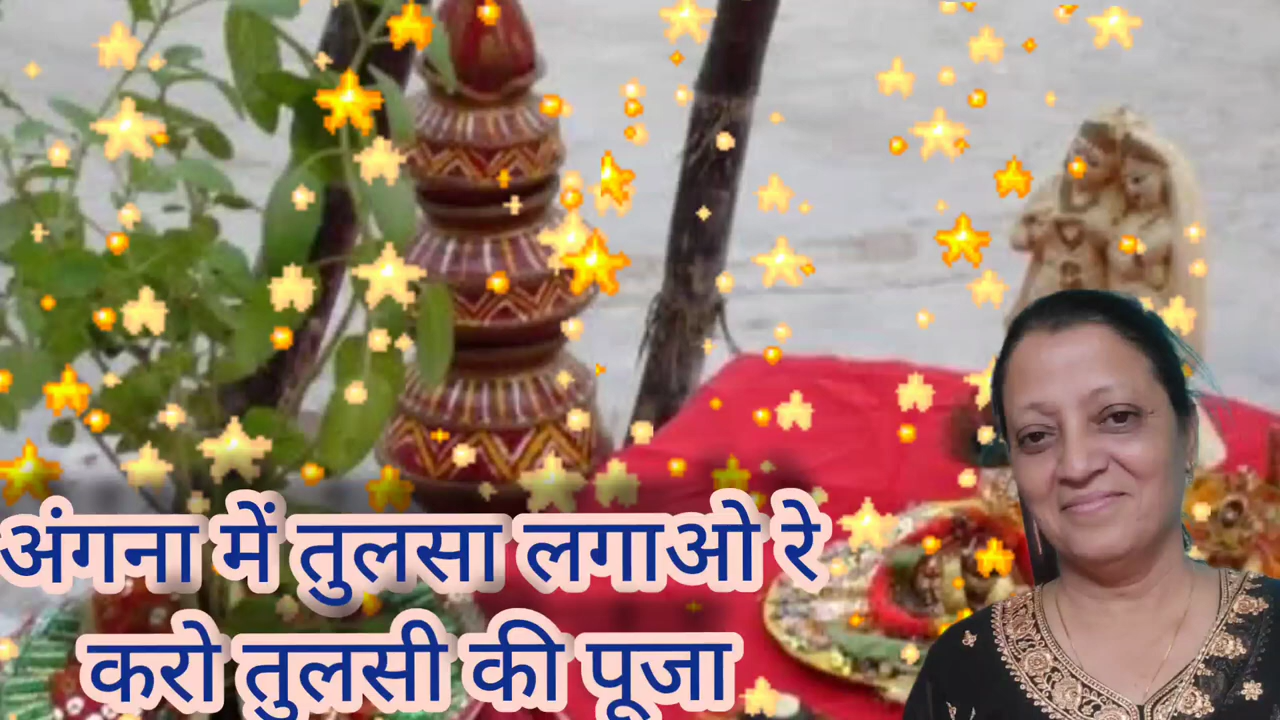 अंगना में तुलसा लगाओ रे
करो तुलसी की पूजा